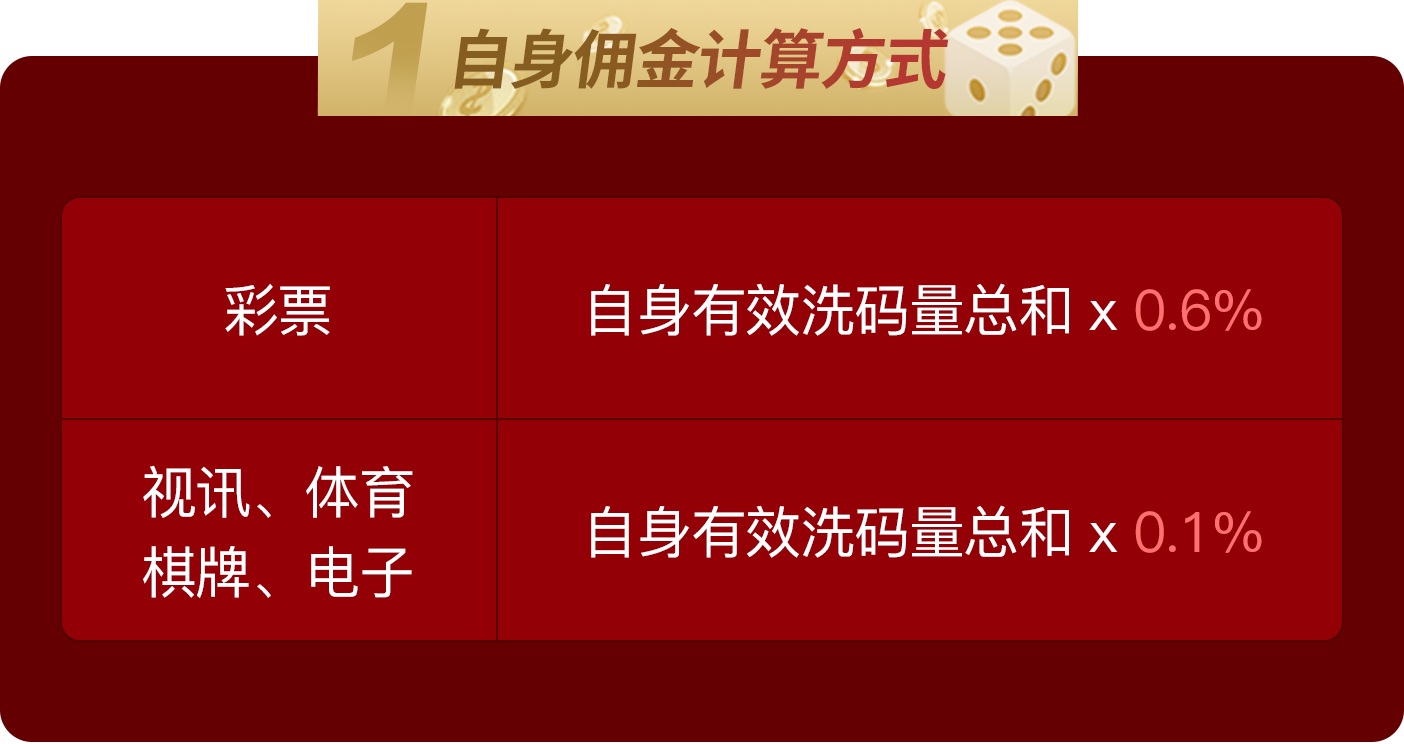 1 自身佣金计算方式
彩票
自身有效洗码量总和 x 0.6%
视讯、体育
棋牌、电子
自身有效洗码量总和 x 0.1%